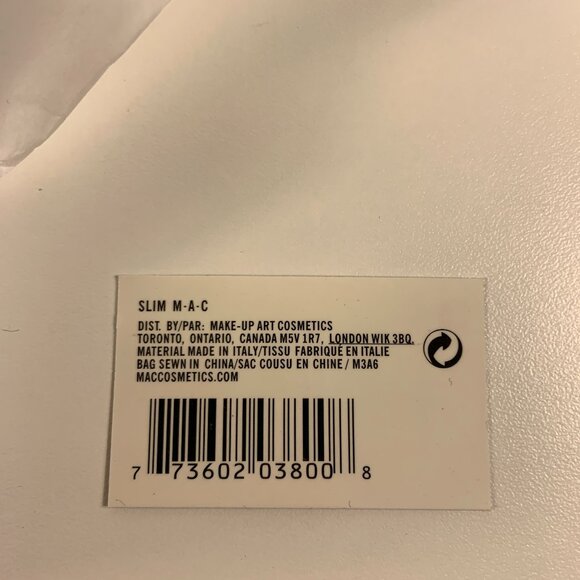 SLIM M-A-C
DIST. BY/PAR: MAKE-UP ART COSMETICS
TORONTO, ONTARIO, CANADA M5V 1R7, LONDON WIK 3BQ.
MATERIAL MADE IN ITALY/TISSU FABRIQUÉ EN ITALIE
BAG SEWN IN CHINA/SAC COUSU EN CHINE / M3A6
MACCOSMETICS.COM
7 73602 03800 8